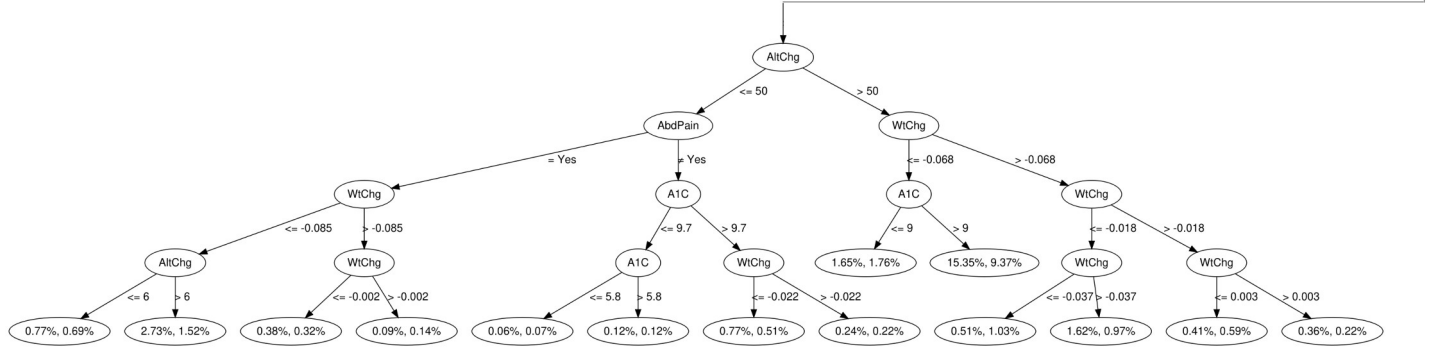 AltChg
<= 50
> 50
AbdPain
WtChg
= Yes
≠ Yes
<= -0.068
> -0.068
WtChg
A1C
A1C
WtChg
<= -0.085
> -0.085
<= 9.7
> 9.7
<= 9
> 9
<= -0.018
> -0.018
AltChg
WtChg
A1C
WtChg
1.65%, 1.76%
15.35%, 9.37%
WtChg
WtChg
<= 6
> 6
<= -0.002
> -0.002
<= 5.8
> 5.8
<= -0.022
> -0.022
<= -0.037
> -0.037
<= 0.003
> 0.003
0.77%, 0.69%
2.73%, 1.52%
0.38%, 0.32%
0.09%, 0.14%
0.06%, 0.07%
0.12%, 0.12%
0.77%, 0.51%
0.24%, 0.22%
0.51%, 1.03%
1.62%, 0.97%
0.41%, 0.59%
0.36%, 0.22%